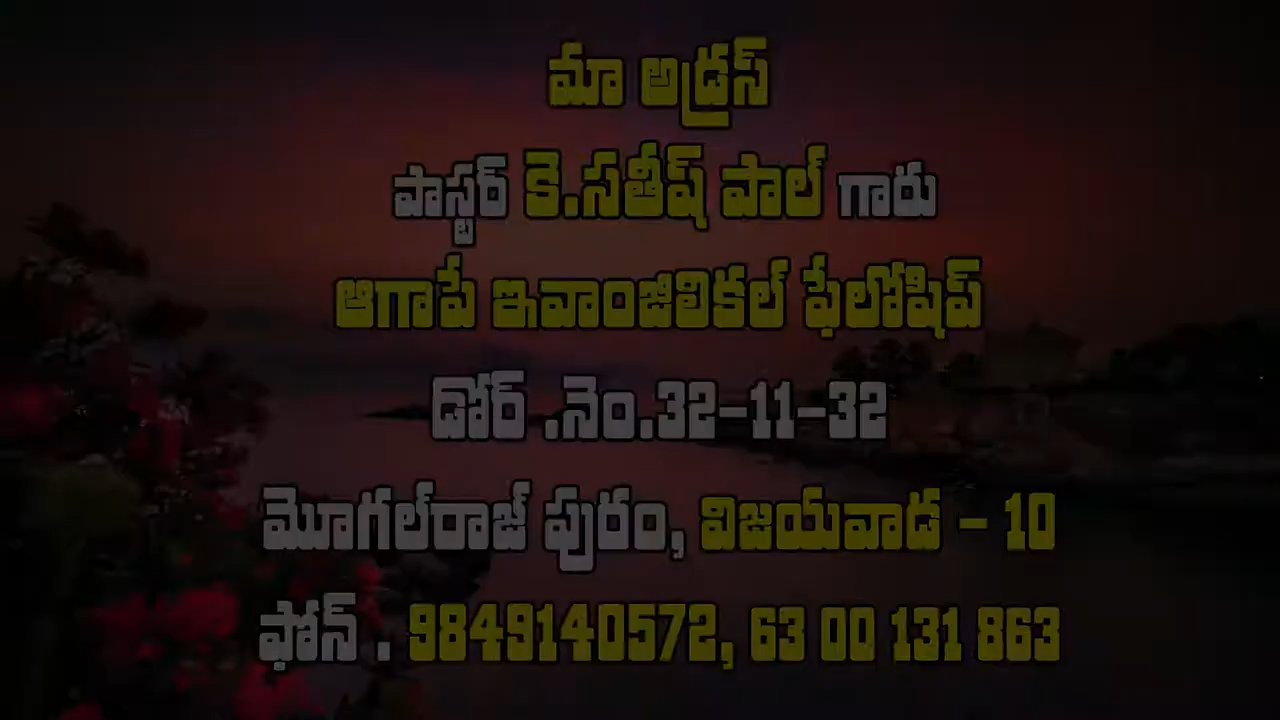 మా అడ్రస్
పాస్టర్ కె.సతీష్ పాల్ గారు
ఆగాపే ఇవాంజిలికల్ ఫేలోషిప్
డోర్ .నెం.32-11-32
మొగల్‌రాజ్ పురం, విజయవాడ - 10
ఫోన్ . 9849140572, 63 00 131 863